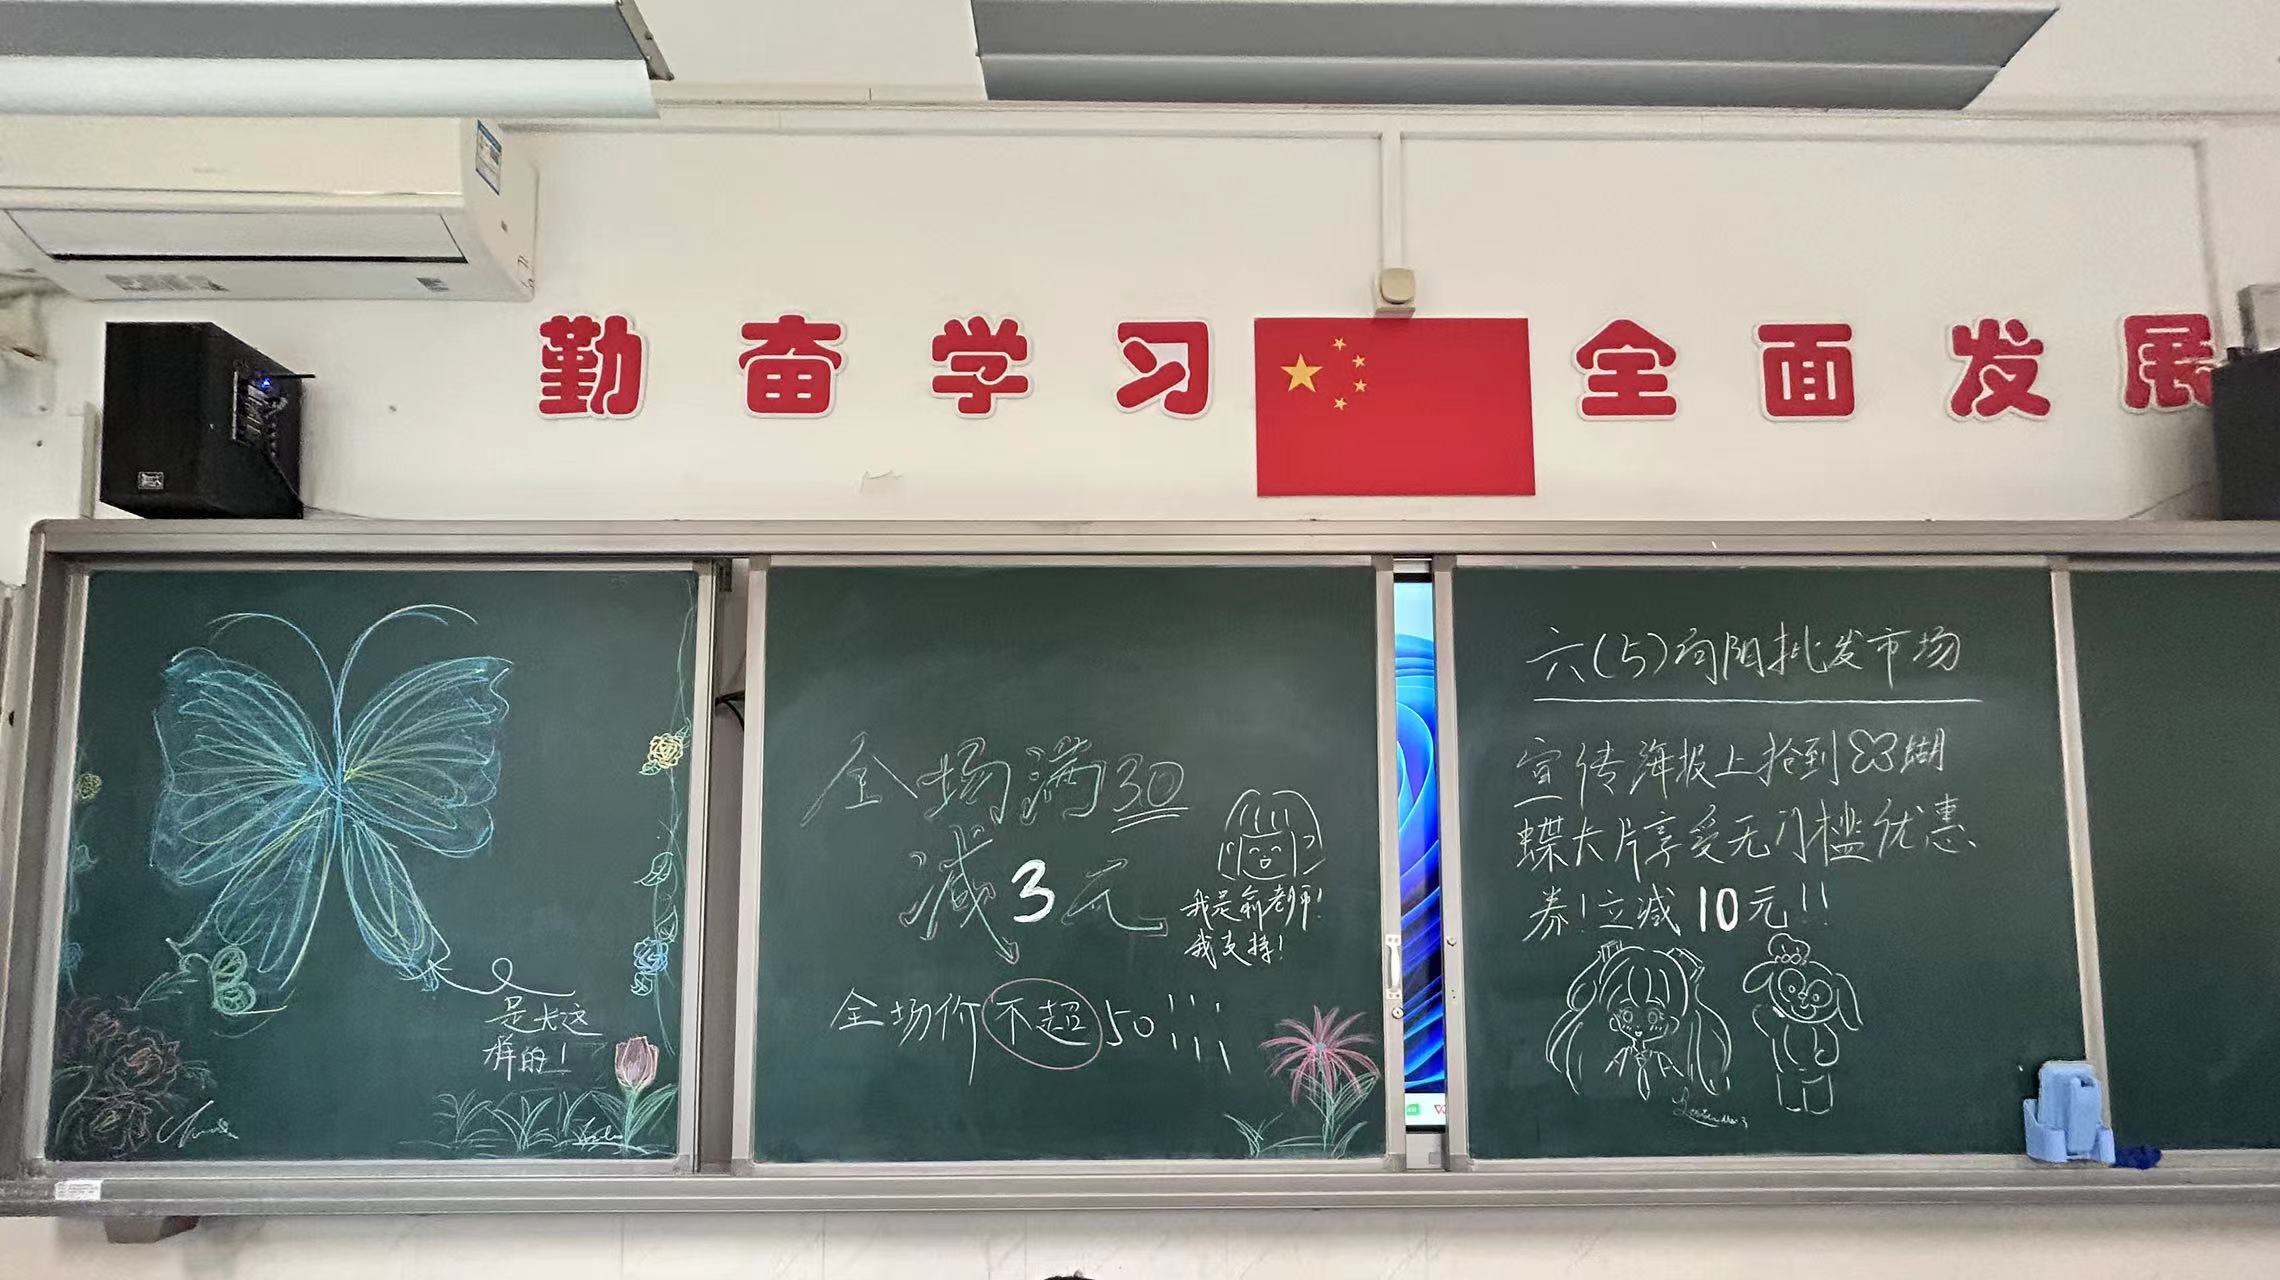 勤奋学习 全面发展
是长这
样的！
全场满30
减3元
我是俞老师！
我支持！
全场价不超50！！！
六（5）向阳批发市场
宣传海报上抢到蝴
蝶大片享受无门槛优惠
券！立减10元！！